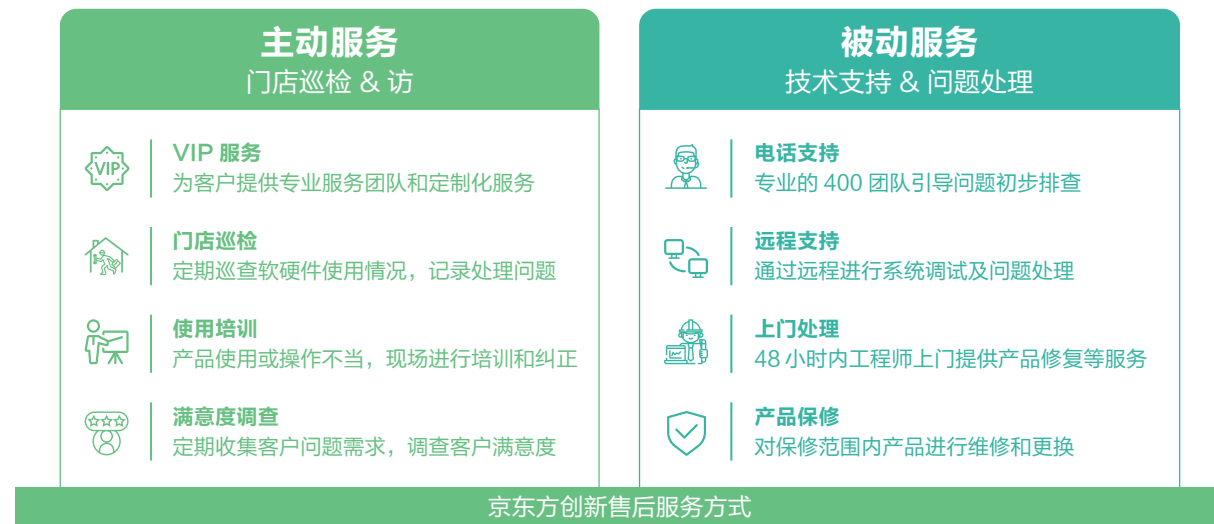 主动服务
门店巡检 & 访
VIP
VIP 服务
为客户提供专业服务团队和定制化服务
门店巡检
定期巡查软硬件使用情况，记录处理问题
使用培训
产品使用或操作不当，现场进行培训和纠正
满意度调查
定期收集客户问题需求，调查客户满意度
被动服务
技术支持 & 问题处理
电话支持
专业的 400 团队引导问题初步排查
远程支持
通过远程进行系统调试及问题处理
上门处理
48 小时内工程师上门提供产品修复等服务
产品保修
对保修范围内产品进行维修和更换
京东方创新售后服务方式